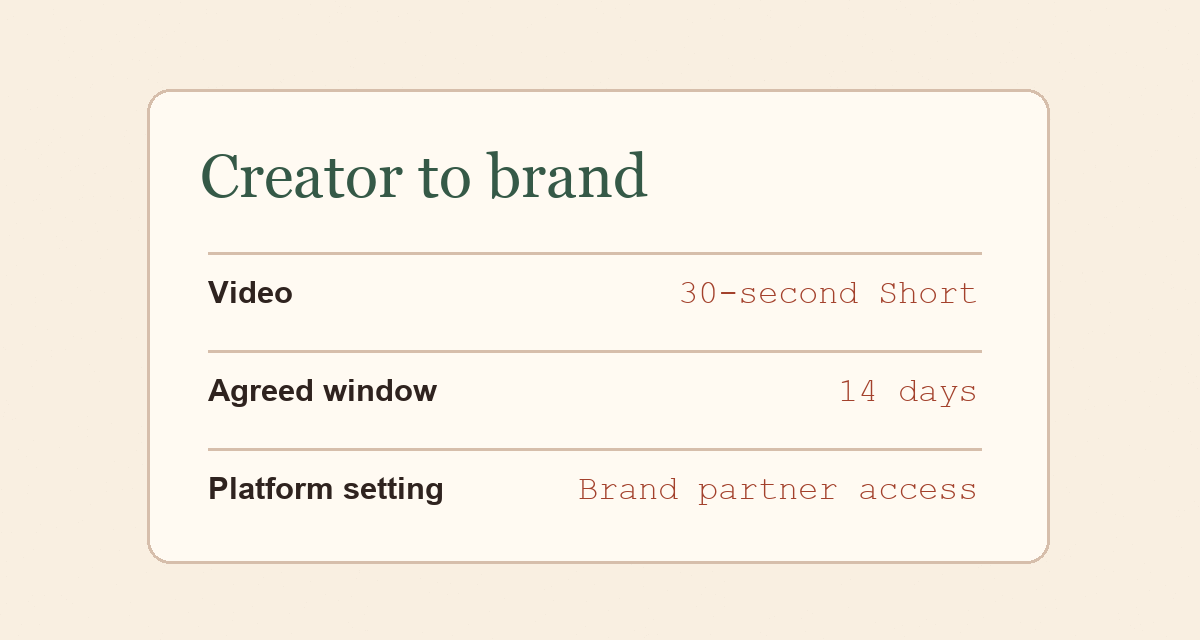 Creator to brand
Video 30-second Short
Agreed window 14 days
Platform setting Brand partner access